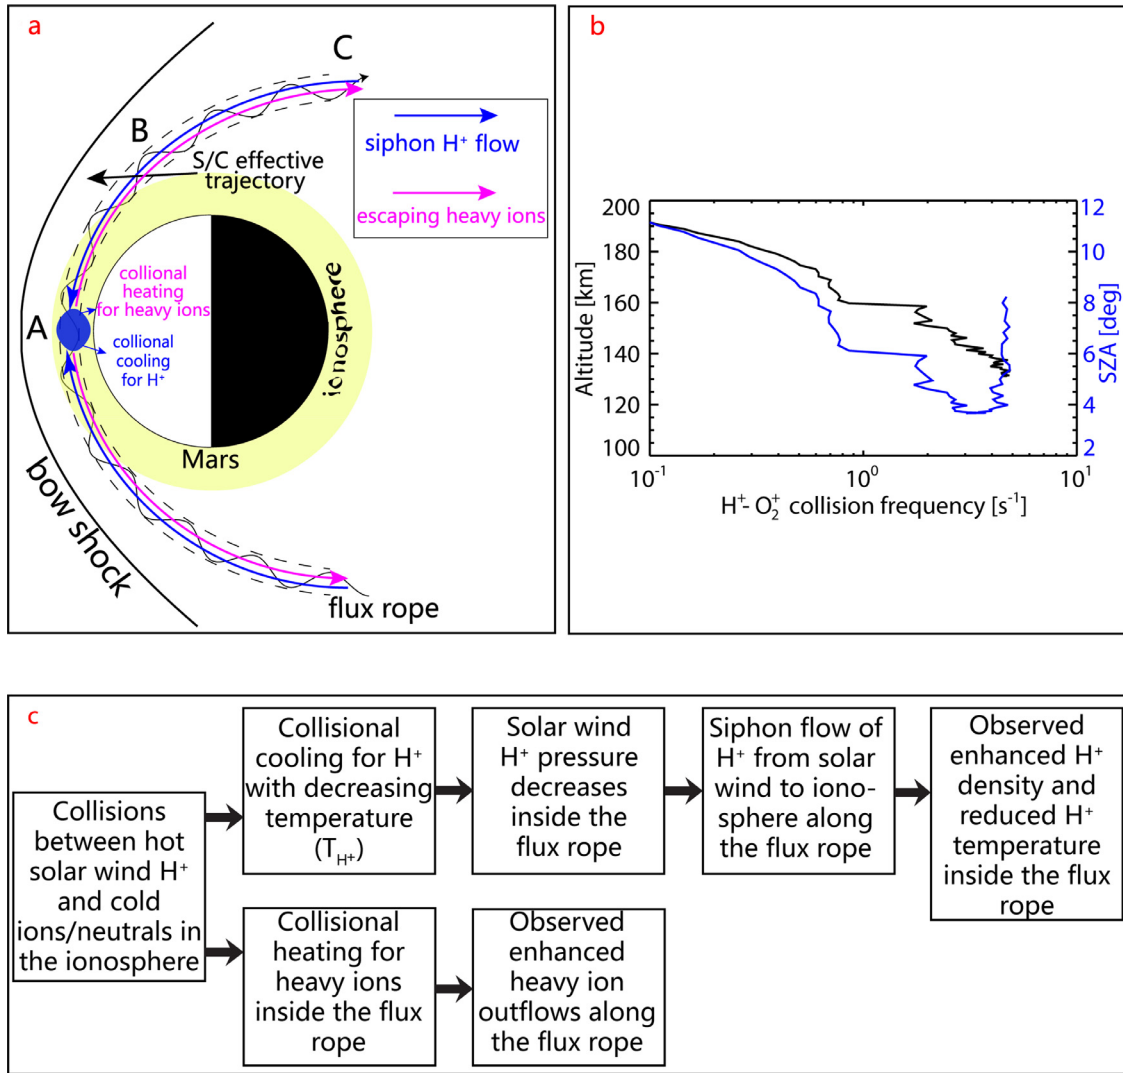 a
C
B
S/C effective
trajectory
siphon H⁺ flow
escaping heavy ions
collional
heating
for heavy ions
A
collional
cooling
for H⁺
ionosphere
Mars
bow shock
flux rope
b
200
180
160
140
120
100
Altitude [km]
12
10
8
6
4
2
SZA [deg]
10⁻¹
10⁰
10¹
H⁺- O₂⁺ collision frequency [s⁻¹]
c
Collisions
between hot
solar wind H⁺
and cold
ions/neutrals in
the ionosphere
Collisional
cooling for H⁺
with decreasing
temperature
(T_H⁺)
Solar wind
H⁺ pressure
decreases
inside the
flux rope
Siphon flow of
H⁺ from solar
wind to iono-
sphere along
the flux rope
Observed
enhanced H⁺
density and
reduced H⁺
temperature
inside the flux
rope
Collisional
heating for
heavy ions
inside the flux
rope
Observed
enhanced
heavy ion
outflows along
the flux rope